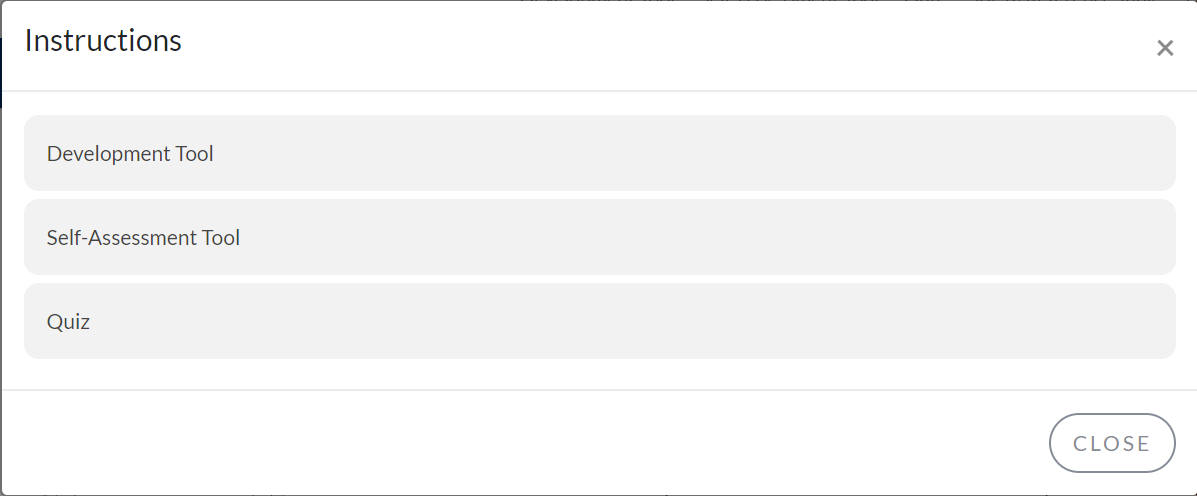 Instructions
×
Development Tool
Self-Assessment Tool
Quiz
CLOSE